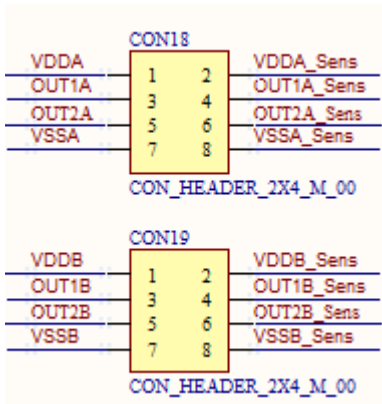 CON18
VDDA 1 2 VDDA_Sens
OUT1A 3 4 OUT1A_Sens
OUT2A 5 6 OUT2A_Sens
VSSA 7 8 VSSA_Sens
CON_HEADER_2X4_M_00
CON19
VDDB 1 2 VDDB_Sens
OUT1B 3 4 OUT1B_Sens
OUT2B 5 6 OUT2B_Sens
VSSB 7 8 VSSB_Sens
CON_HEADER_2X4_M_00